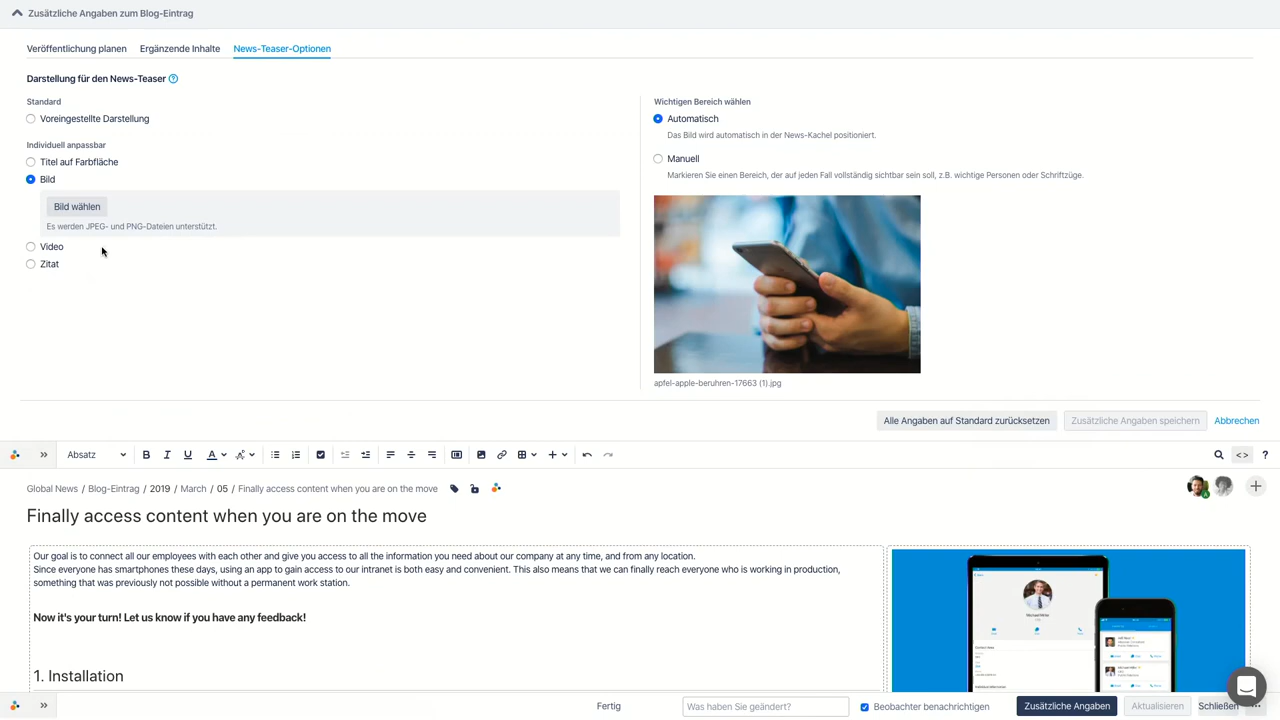 Zusätzliche Angaben zum Blog-Eintrag
Veröffentlichung planen Ergänzende Inhalte News-Teaser-Optionen
Darstellung für den News-Teaser ?
Standard
Voreingestellte Darstellung
Individuell anpassbar
Titel auf Farbfläche
Bild
Bild wählen
Es werden JPEG- und PNG-Dateien unterstützt.
Video
Zitat
Wichtigen Bereich wählen
Automatisch
Das Bild wird automatisch in der News-Kachel positioniert.
Manuell
Markieren Sie einen Bereich, der auf jeden Fall vollständig sichtbar sein soll, z.B. wichtige Personen oder Schriftzüge.
apfel-apple-beruhren-17663 (1).jpg
Alle Angaben auf Standard zurücksetzen Zusätzliche Angaben speichern Abbrechen
Absatz B I U A <> ?
Global News / Blog-Eintrag / 2019 / March / 05 / Finally access content when you are on the move
Finally access content when you are on the move
Our goal is to connect all our employees with each other and give you access to all the information you need about our company at any time, and from any location.
Since everyone has smartphones these days, using an app to gain access to our intranet is both easy and convenient. This also means that we can finally reach everyone who is working in production,
something that was previously not possible without a permanent work station.
Now it's your turn! Let us know if you have any feedback!
1. Installation
Fertig Was haben Sie geändert? Beobachter benachrichtigen Zusätzliche Angaben Aktualisieren Schließen